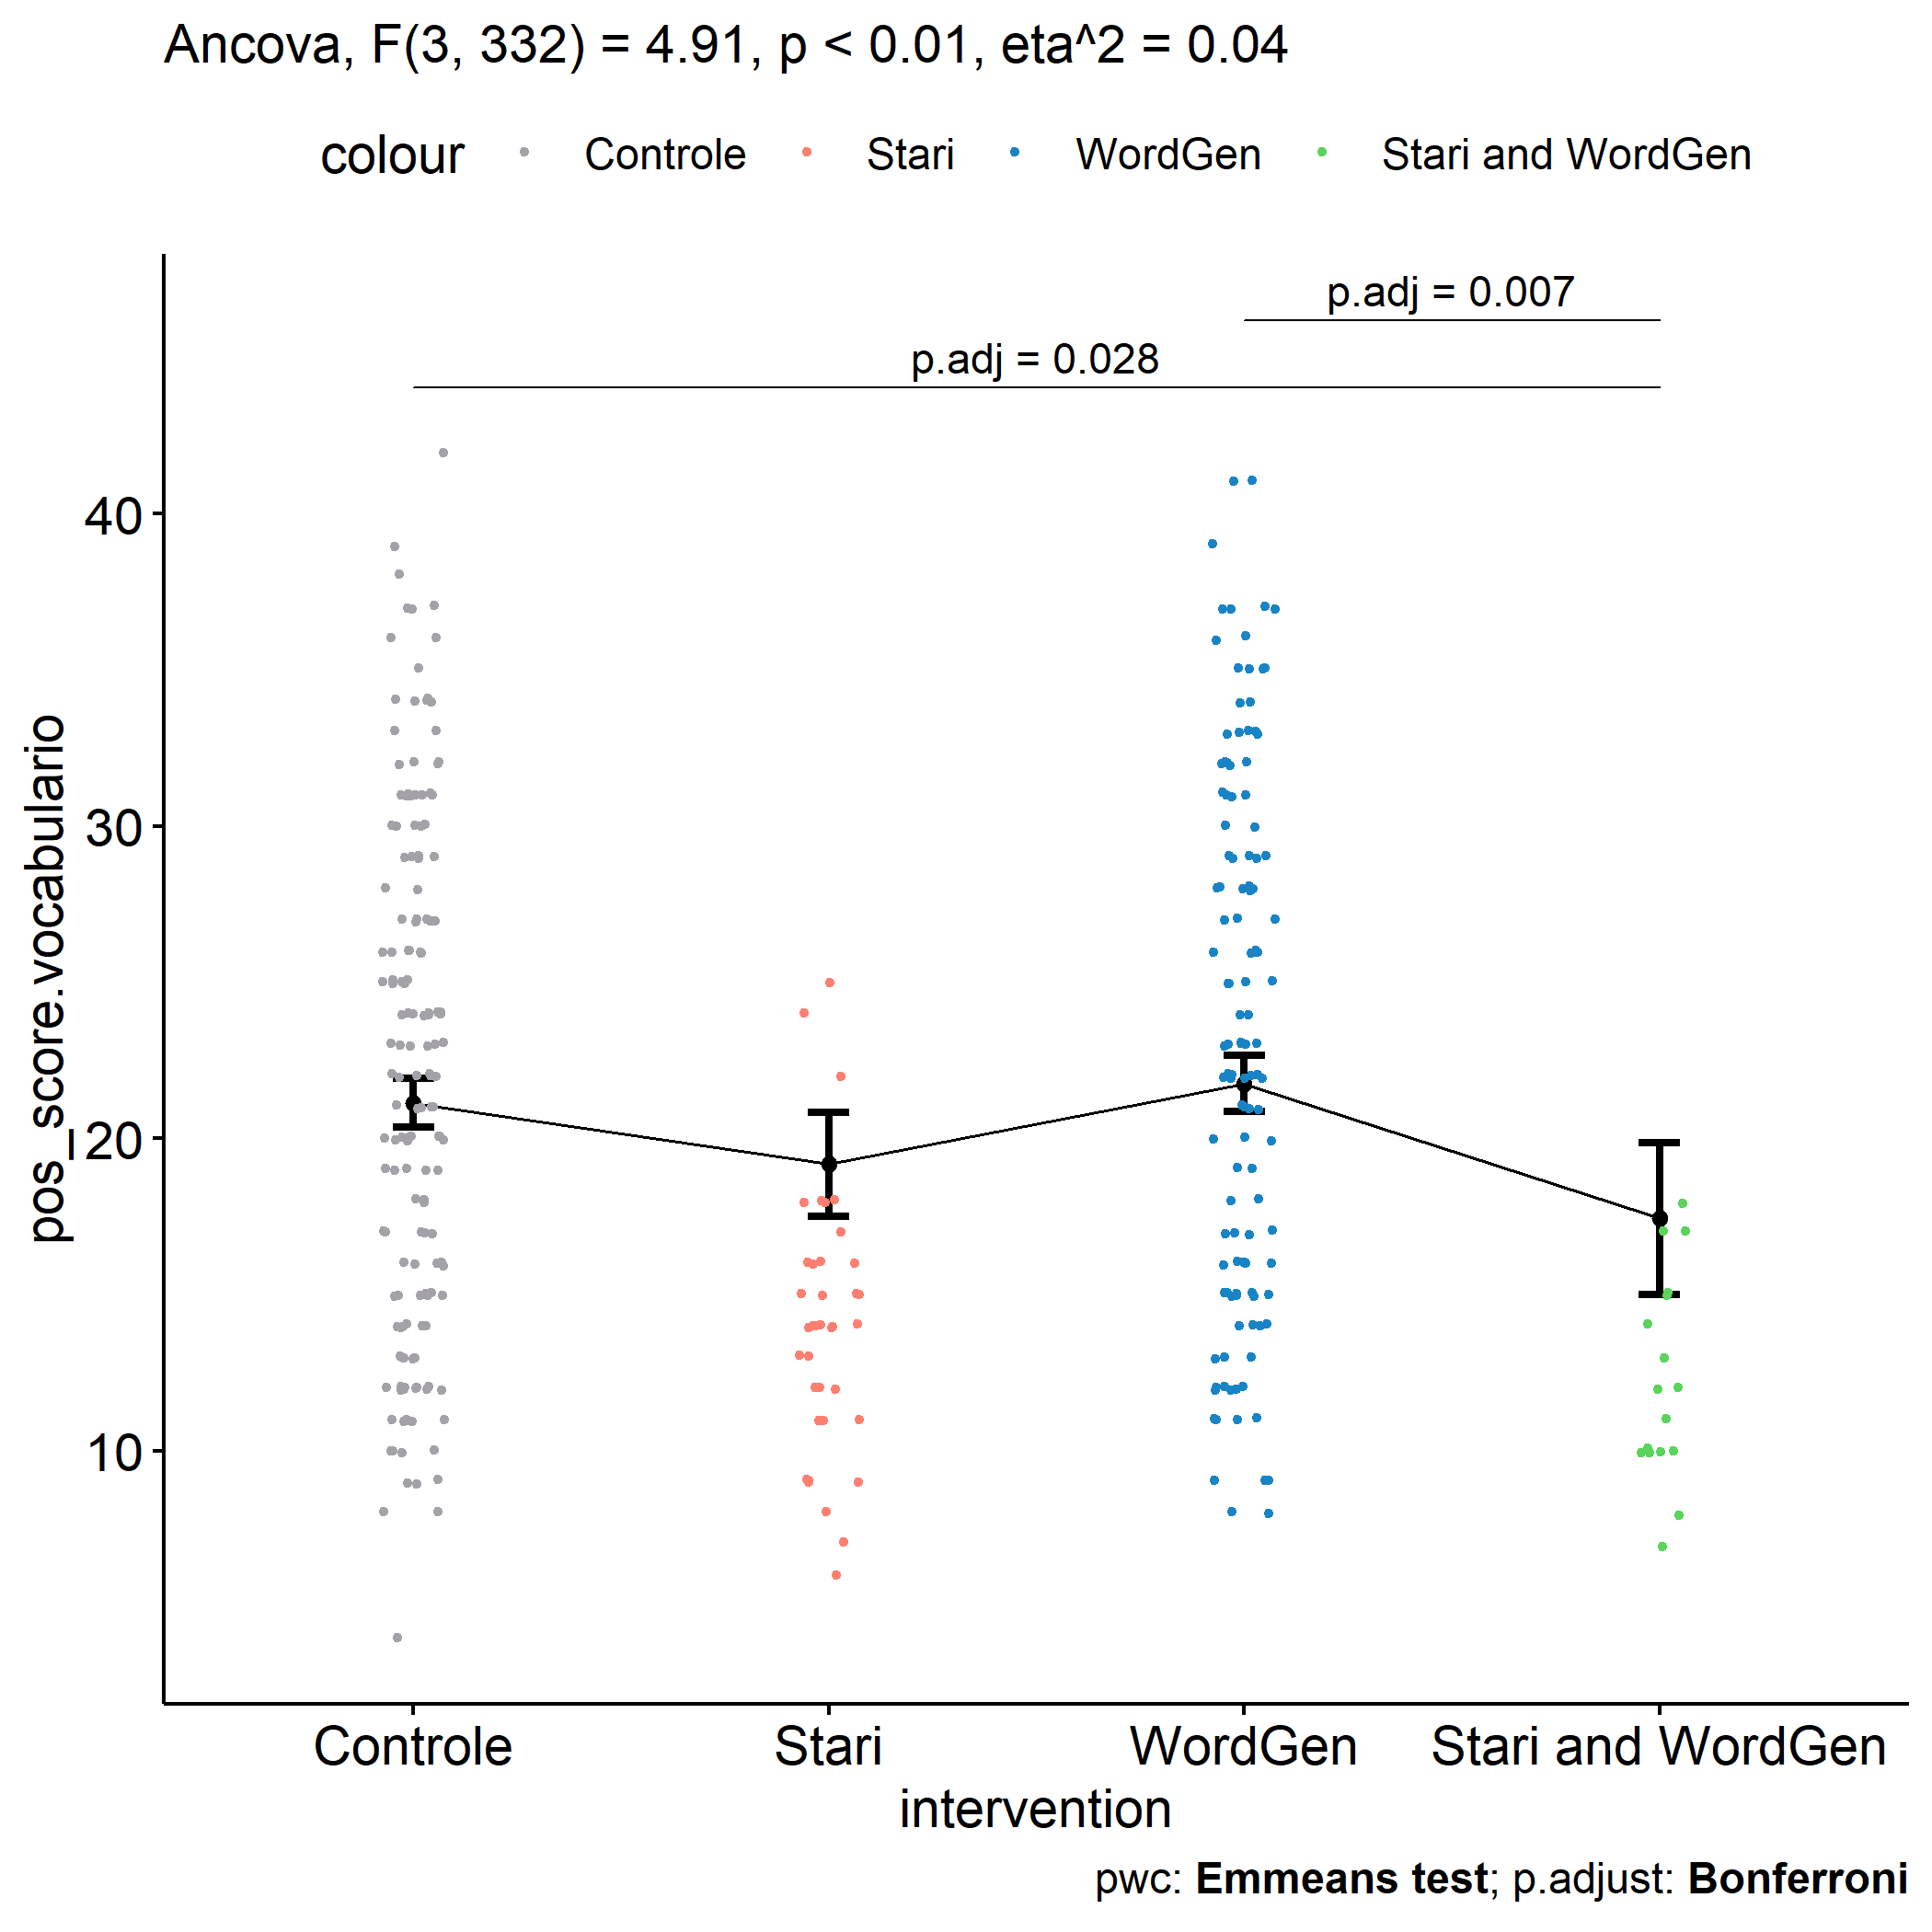 Ancova, F(3, 332) = 4.91, p < 0.01, eta^2 = 0.04
colour Controle Stari WordGen Stari and WordGen
p.adj = 0.007
p.adj = 0.028
40
30
20
10
pos_score.vocabulario
Controle Stari WordGen Stari and WordGen
intervention
pwc: Emmeans test; p.adjust: Bonferroni